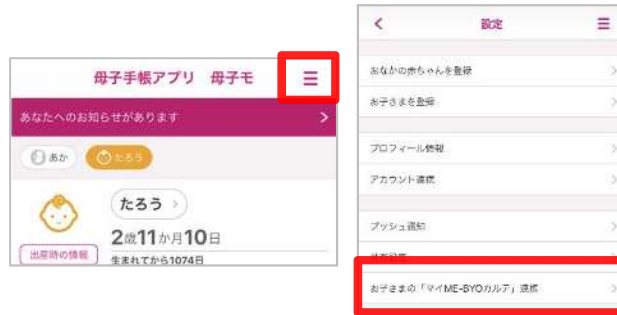 母子手帳アプリ 母子モ
あなたへのお知らせがあります
あか
たろう
たろう
2歳11か月10日
出産時の情報
生まれてから1074日
設定
おなかの赤ちゃんを登録
お子さまを登録
プロフィール情報
アカウント連携
プッシュ通知
お子さまの「マイME-BYOカルテ」連携